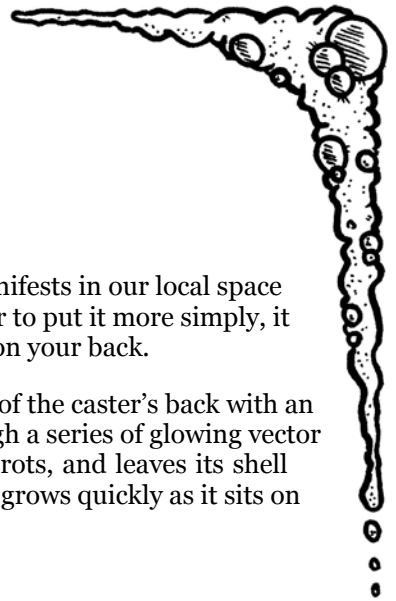 nifests in our local space
r to put it more simply, it
on your back.
of the caster’s back with an
gh a series of glowing vector
rots, and leaves its shell
grows quickly as it sits on